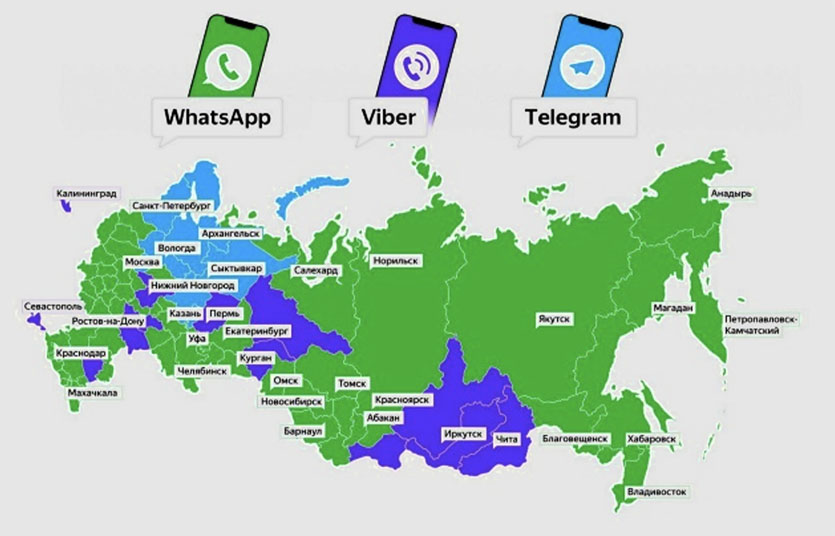 WhatsApp
Viber
Telegram
Калининград
Санкт-Петербург
Анадырь
Архангельск
Вологда
Москва
Сыктывкар
Салехард
Норильск
Нижний Новгород
Севастополь
Ростов-на-Дону
Казань
Пермь
Магадан
Якутск
Петропавловск-
Камчатский
Екатеринбург
Уфа
Краснодар
Курган
Челябинск
Омск
Томск
Махачкала
Новосибирск
Красноярск
Абакан
Барнаул
Иркутск
Чита
Благовещенск
Хабаровск
Владивосток